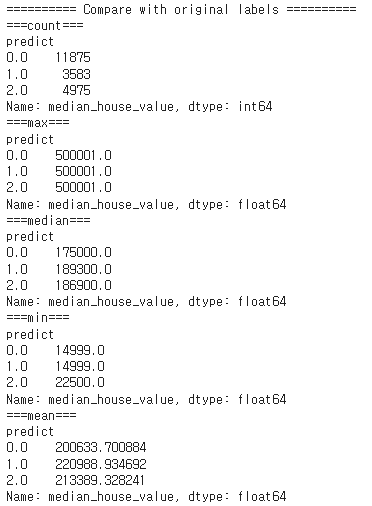 ========== Compare with original labels ==========
===count===
predict
0.0    11875
1.0     3583
2.0     4975
Name: median_house_value, dtype: int64
===max===
predict
0.0    500001.0
1.0    500001.0
2.0    500001.0
Name: median_house_value, dtype: float64
===median===
predict
0.0    175000.0
1.0    189300.0
2.0    186900.0
Name: median_house_value, dtype: float64
===min===
predict
0.0    14999.0
1.0    14999.0
2.0    22500.0
Name: median_house_value, dtype: float64
===mean===
predict
0.0    200633.700884
1.0    220988.934692
2.0    213389.328241
Name: median_house_value, dtype: float64